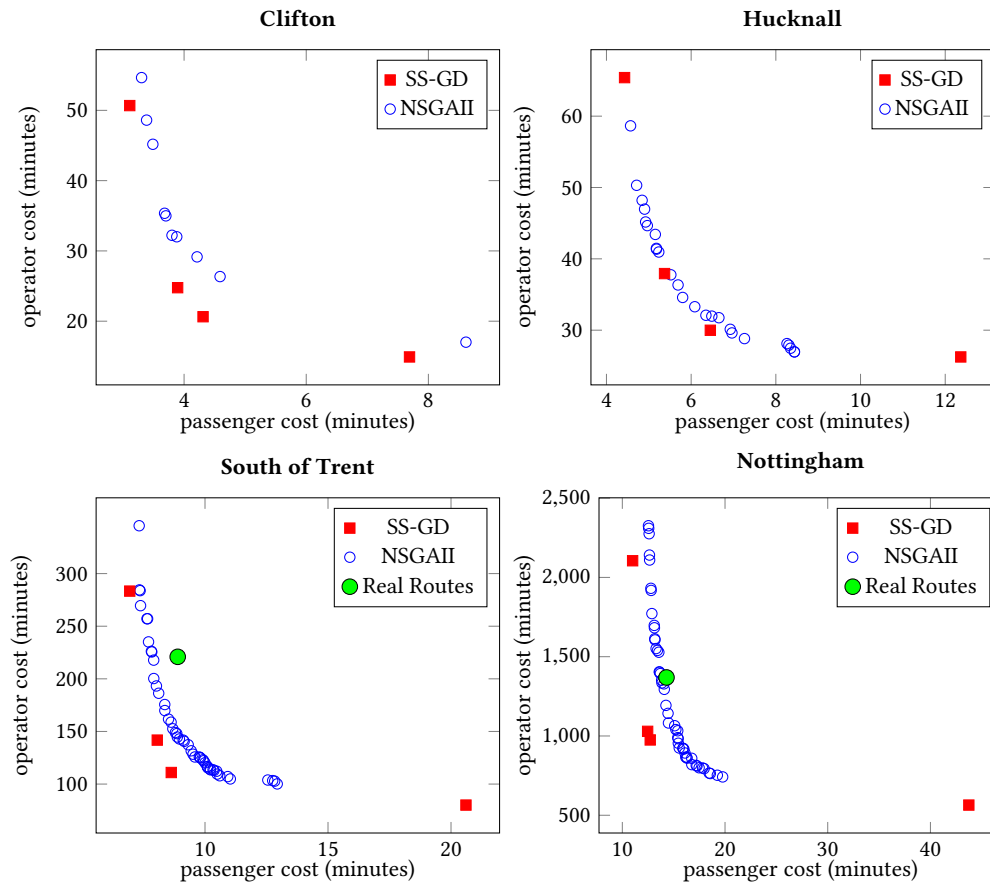 Clifton
operator cost (minutes)
50
40
30
20
4
6
8
passenger cost (minutes)
SS-GD
NSGAII
Hucknall
operator cost (minutes)
60
50
40
30
4
6
8
10
12
passenger cost (minutes)
SS-GD
NSGAII
South of Trent
operator cost (minutes)
300
250
200
150
100
10
15
20
passenger cost (minutes)
SS-GD
NSGAII
Real Routes
Nottingham
operator cost (minutes)
2,500
2,000
1,500
1,000
500
10
20
30
40
passenger cost (minutes)
SS-GD
NSGAII
Real Routes